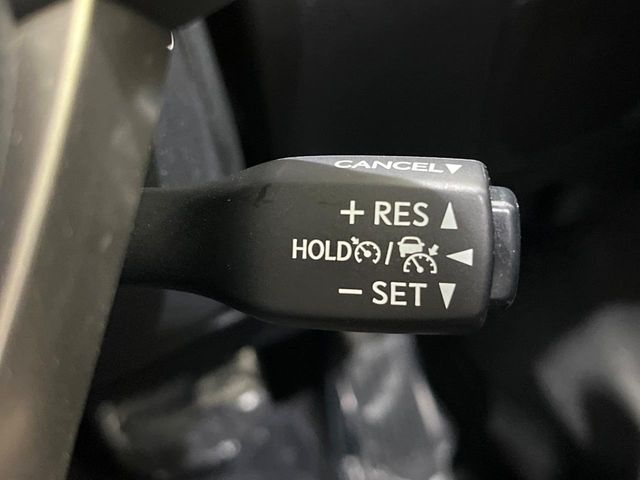 CANCEL
+ RES
HOLD /
− SET